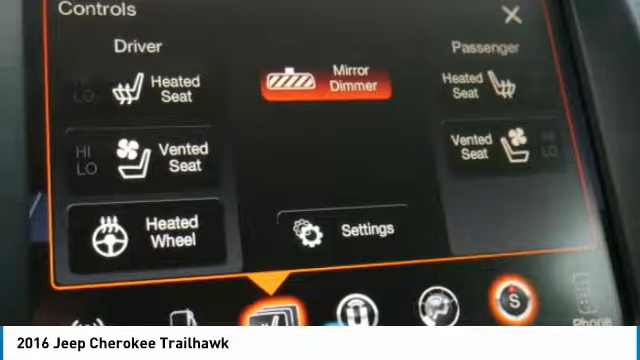 Controls
Driver
Passenger
HI
LO
Heated
Seat
Mirror
Dimmer
Heated
Seat
HI
LO
Vented
Seat
Vented
Seat
HI
LO
Heated
Wheel
Settings
S
Phone
2016 Jeep Cherokee Trailhawk